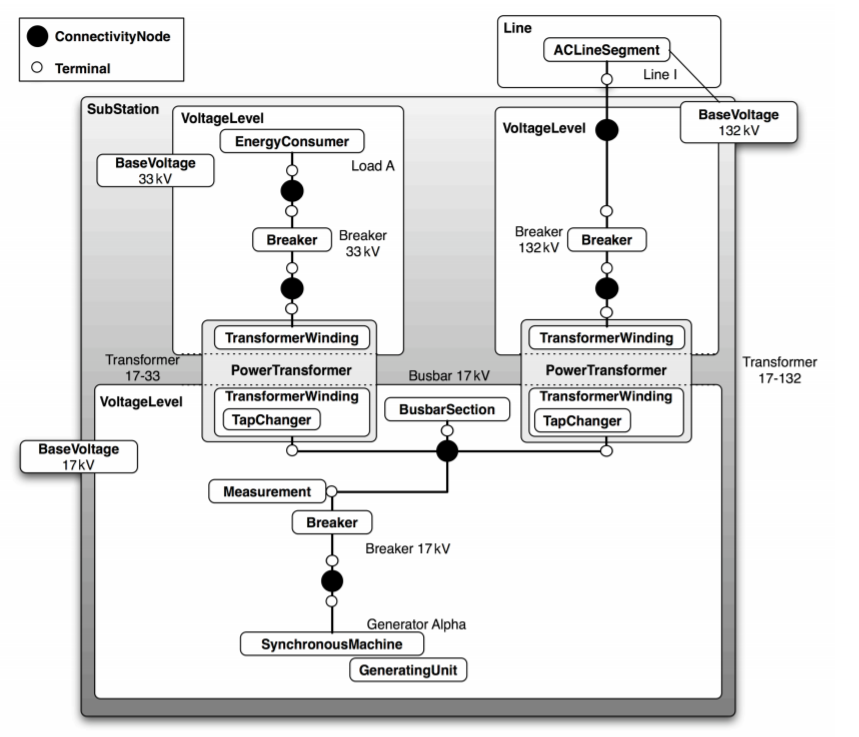 ConnectivityNode
Terminal
Line
ACLineSegment
Line I
SubStation
VoltageLevel
EnergyConsumer
BaseVoltage
33 kV
Load A
Breaker
Breaker
33 kV
VoltageLevel
BaseVoltage
132 kV
Breaker
132 kV
Breaker
TransformerWinding
PowerTransformer
TransformerWinding
TapChanger
Transformer
17-33
TransformerWinding
PowerTransformer
TransformerWinding
TapChanger
Transformer
17-132
Busbar 17 kV
BusbarSection
VoltageLevel
BaseVoltage
17 kV
Measurement
Breaker
Breaker 17 kV
Generator Alpha
SynchronousMachine
GeneratingUnit